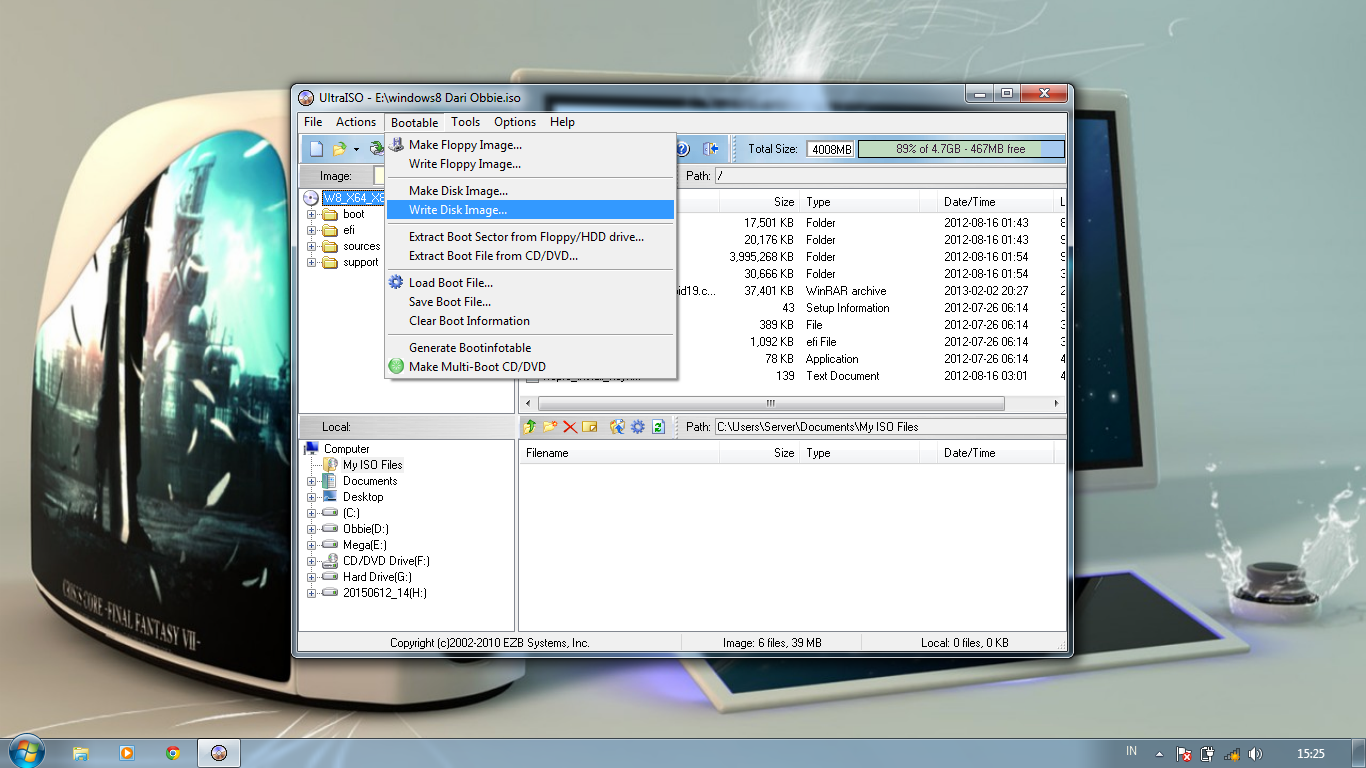 UltraISO - E:\windows8 Dari Obbie.iso
File Actions Bootable Tools Options Help
Total Size: 4008MB 89% of 4.7GB - 467MB free
Image: Path: /
Make Floppy Image...
Write Floppy Image...
Make Disk Image...
Write Disk Image...
Extract Boot Sector from Floppy/HDD drive...
Extract Boot File from CD/DVD...
Load Boot File...
Save Boot File...
Clear Boot Information
Generate Bootinfotable
Make Multi-Boot CD/DVD
W8_X64_X8
boot
efi
sources
support
Size Type Date/Time
17,501 KB Folder 2012-08-16 01:43
20,176 KB Folder 2012-08-16 01:43
3,995,268 KB Folder 2012-08-16 01:54
30,666 KB Folder 2012-08-16 01:54
oid19.c... 37,401 KB WinRAR archive 2013-02-02 20:27
43 Setup Information 2012-07-26 06:14
389 KB File 2012-07-26 06:14
1,092 KB efi File 2012-07-26 06:14
78 KB Application 2012-07-26 06:14
139 Text Document 2012-08-16 03:01
Local: Path: C:\Users\Server\Documents\My ISO Files
Computer
My ISO Files
Documents
Desktop
(C:)
Obbie(D:)
Mega(E:)
CD/DVD Drive(F:)
Hard Drive(G:)
20150612_14(H:)
Filename Size Type Date/Time
Copyright (c)2002-2010 EZB Systems, Inc. Image: 6 files, 39 MB Local: 0 files, 0 KB
CRISIS CORE -FINAL FANTASY VII-
IN 15:25